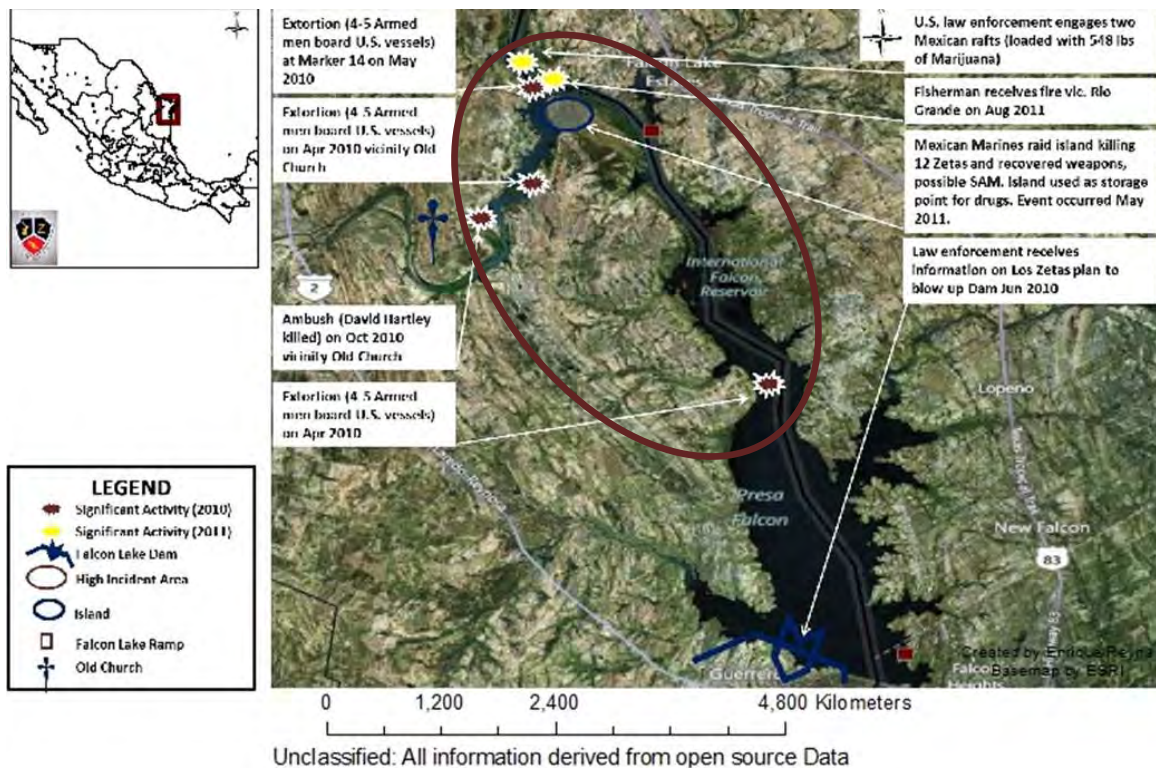 Extortion (4-5 Armed
men board U.S. vessels)
at Marker 14 on May
2010
Extortion (4-5 Armed
men board U.S. vessels)
on Apr 2010 vicinity Old
Church
Ambush (David Hartley
killed) on Oct 2010
vicinity Old Church
Extortion (4-5 Armed
men board U.S. vessels)
on Apr 2010
U.S. law enforcement engages two
Mexican rafts (loaded with 548 lbs
of Marijuana)
Fisherman receives fire vic. Rio
Grande on Aug 2011
Mexican Marines raid island killing
12 Zetas and recovered weapons,
possible SAM. Island used as storage
point for drugs. Event occurred May
2011.
Law enforcement receives
information on Los Zetas plan to
blow up Dam Jun 2010
Falcon Lake
Tropical Trail
International
Falcon
Reservoir
2
Lopeno
Presa
Falcon
New Falcon
83
Guerrero
Falcon
Heights
Created by Enrique Reyna
Basemap by ESRI
LEGEND
Significant Activity (2010)
Significant Activity (2011)
Falcon Lake Dam
High Incident Area
Island
Falcon Lake Ramp
Old Church
0 1,200 2,400 4,800 Kilometers
Unclassified: All information derived from open source Data